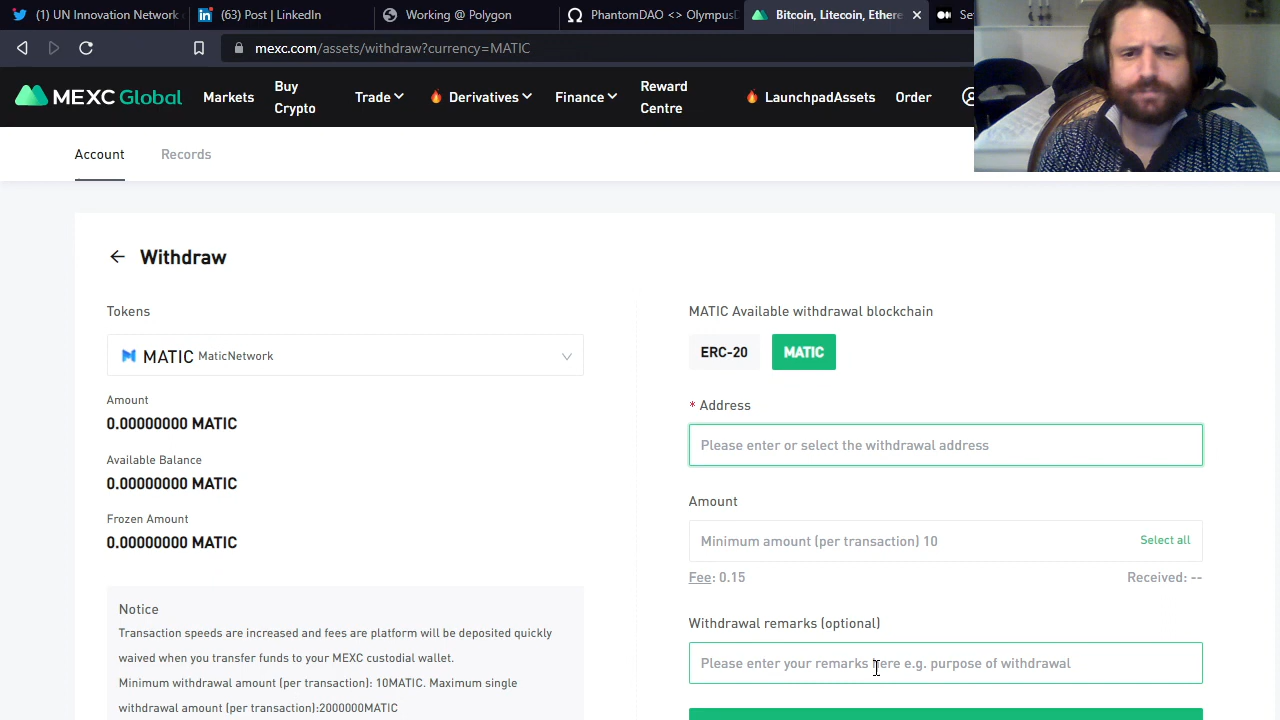 (1) UN Innovation Network
(63) Post | LinkedIn
Working @ Polygon
PhantomDAO <> OlympusD
Bitcoin, Litecoin, Ethere
mexc.com/assets/withdraw?currency=MATIC
MEXC Global
Markets
Buy
Crypto
Trade
Derivatives
Finance
Reward
Centre
Launchpad
Assets
Order
Account
Records
Withdraw
Tokens
MATIC MaticNetwork
Amount
0.00000000 MATIC
Available Balance
0.00000000 MATIC
Frozen Amount
0.00000000 MATIC
Notice
Transaction speeds are increased and fees are platform will be deposited quickly
waived when you transfer funds to your MEXC custodial wallet.
Minimum withdrawal amount (per transaction): 10MATIC. Maximum single
withdrawal amount (per transaction):2000000MATIC
MATIC Available withdrawal blockchain
ERC-20
MATIC
* Address
Please enter or select the withdrawal address
Amount
Minimum amount (per transaction) 10
Select all
Fee: 0.15
Received: --
Withdrawal remarks (optional)
Please enter your remarks here e.g. purpose of withdrawal